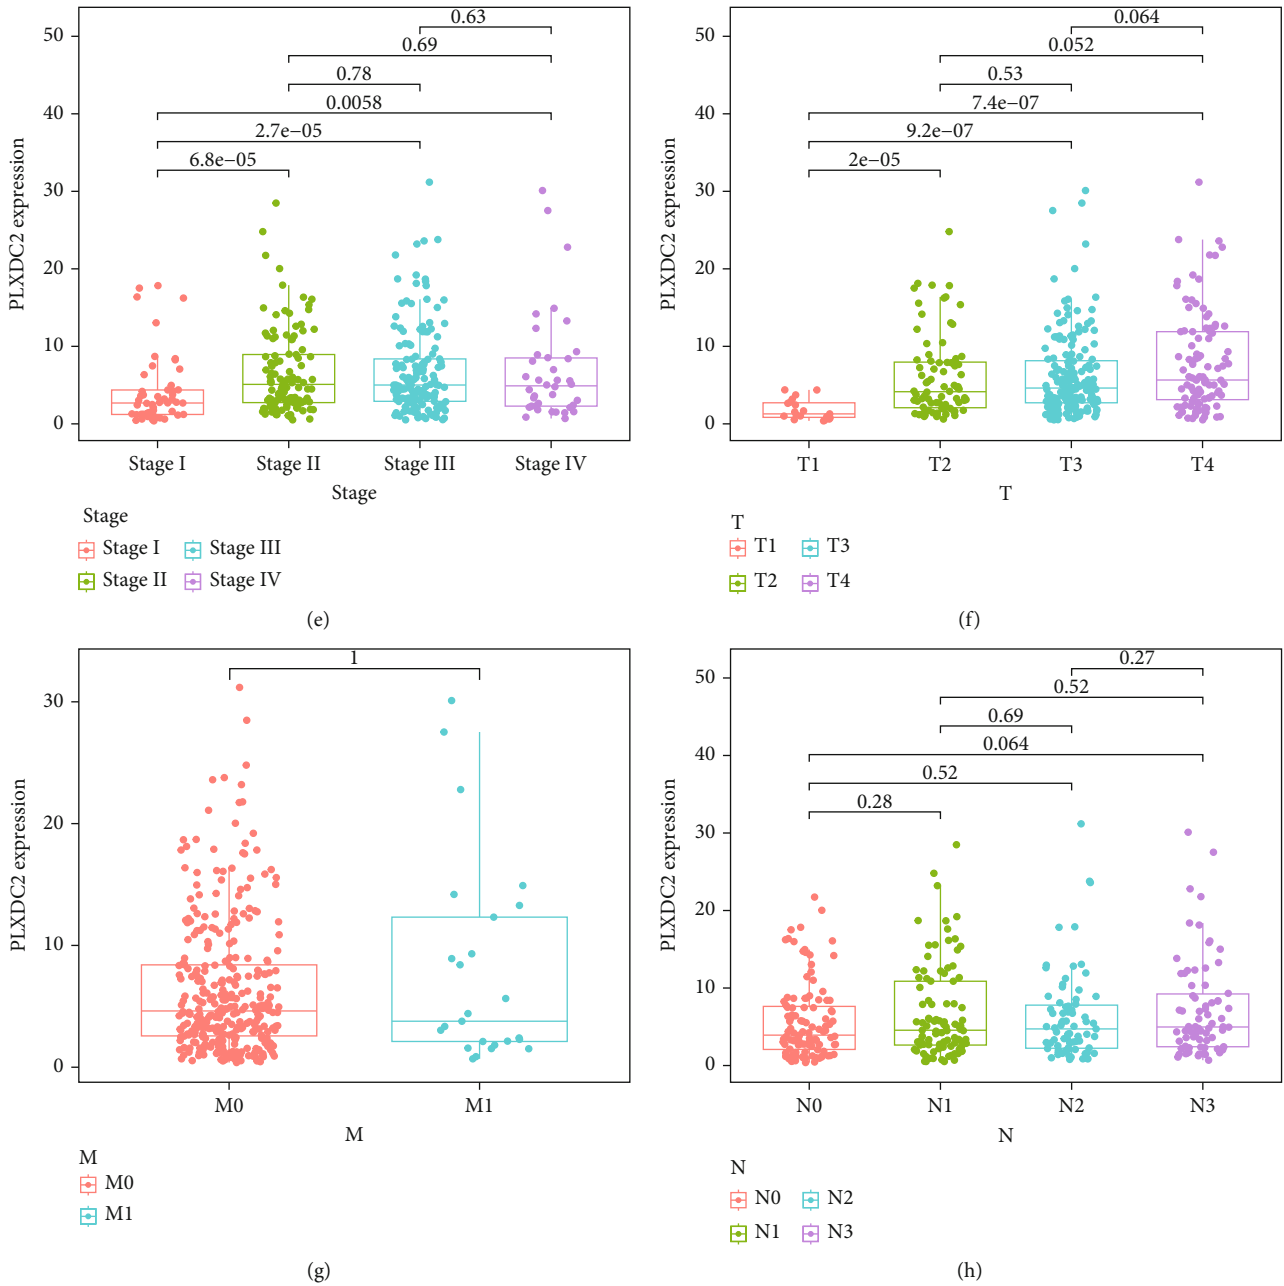 PLXDC2 expression
50
40
30
20
10
0
0.63
0.69
0.78
0.0058
2.7e−05
6.8e−05
Stage I
Stage II
Stage III
Stage IV
Stage
Stage
Stage I
Stage III
Stage II
Stage IV
(e)
PLXDC2 expression
50
40
30
20
10
0
0.064
0.052
0.53
7.4e−07
9.2e−07
2e−05
T1
T2
T3
T4
T
T
T1
T3
T2
T4
(f)
PLXDC2 expression
30
20
10
0
1
M0
M1
M
M
M0
M1
(g)
PLXDC2 expression
50
40
30
20
10
0
0.27
0.52
0.69
0.064
0.52
0.28
N0
N1
N2
N3
N
N
N0
N2
N1
N3
(h)